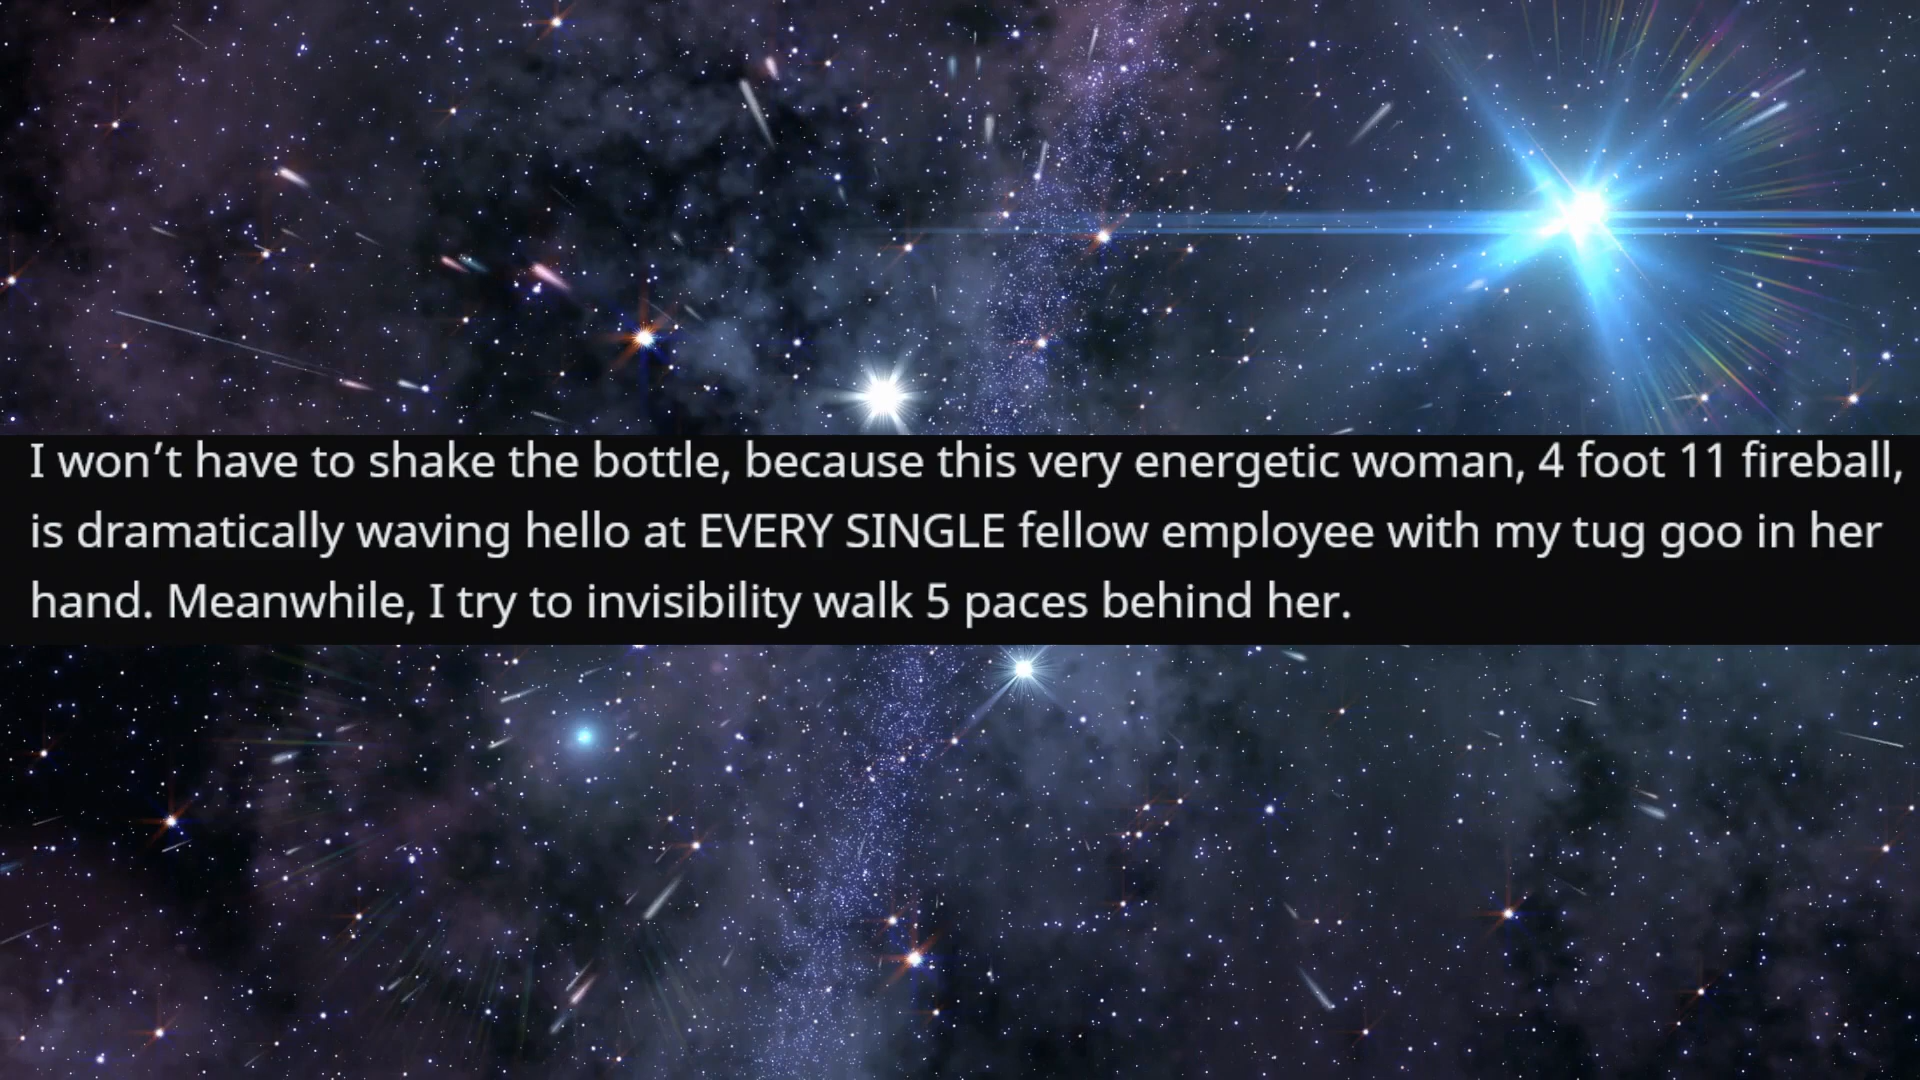 I won’t have to shake the bottle, because this very energetic woman, 4 foot 11 fireball,
is dramatically waving hello at EVERY SINGLE fellow employee with my tug goo in her
hand. Meanwhile, I try to invisibility walk 5 paces behind her.